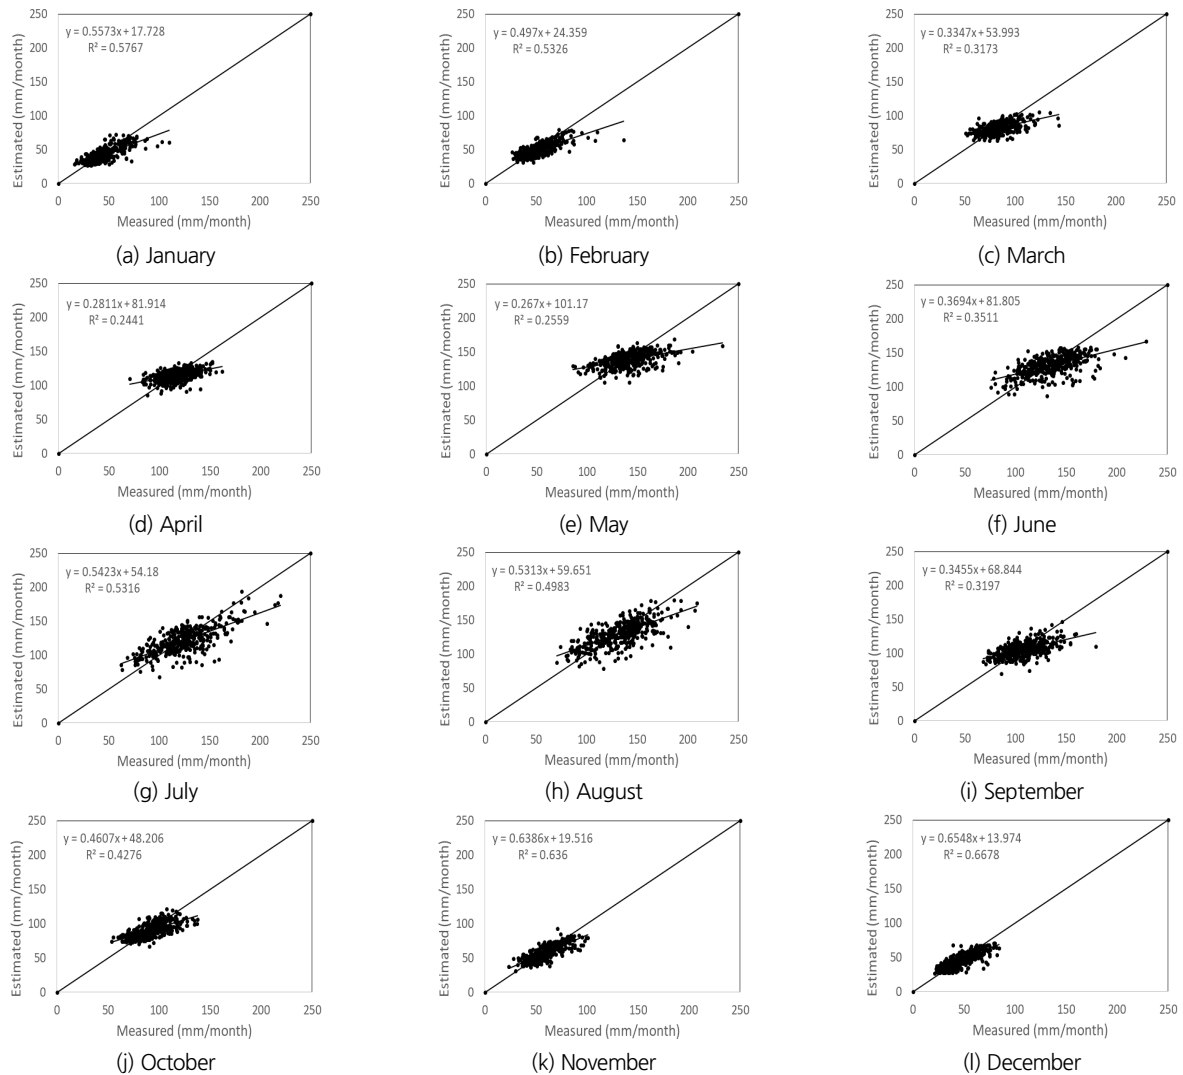 y = 0.5573x + 17.728
R² = 0.5767
Estimated (mm/month)
250
200
150
100
50
0
0 50 100 150 200 250
Measured (mm/month)
(a) January
y = 0.497x + 24.359
R² = 0.5326
Estimated (mm/month)
250
200
150
100
50
0
0 50 100 150 200 250
Measured (mm/month)
(b) February
y = 0.3347x + 53.993
R² = 0.3173
Estimated (mm/month)
250
200
150
100
50
0
0 50 100 150 200 250
Measured (mm/month)
(c) March
y = 0.2811x + 81.914
R² = 0.2441
Estimated (mm/month)
250
200
150
100
50
0
0 50 100 150 200 250
Measured (mm/month)
(d) April
y = 0.267x + 101.17
R² = 0.2559
Estimated (mm/month)
250
200
150
100
50
0
0 50 100 150 200 250
Measured (mm/month)
(e) May
y = 0.3694x + 81.805
R² = 0.3511
Estimated (mm/month)
250
200
150
100
50
0
0 50 100 150 200 250
Measured (mm/month)
(f) June
y = 0.5423x + 54.18
R² = 0.5316
Estimated (mm/month)
250
200
150
100
50
0
0 50 100 150 200 250
Measured (mm/month)
(g) July
y = 0.5313x + 59.651
R² = 0.4983
Estimated (mm/month)
250
200
150
100
50
0
0 50 100 150 200 250
Measured (mm/month)
(h) August
y = 0.3455x + 68.844
R² = 0.3197
Estimated (mm/month)
250
200
150
100
50
0
0 50 100 150 200 250
Measured (mm/month)
(i) September
y = 0.4607x + 48.206
R² = 0.4276
Estimated (mm/month)
250
200
150
100
50
0
0 50 100 150 200 250
Measured (mm/month)
(j) October
y = 0.6386x + 19.516
R² = 0.636
Estimated (mm/month)
250
200
150
100
50
0
0 50 100 150 200 250
Measured (mm/month)
(k) November
y = 0.6548x + 13.974
R² = 0.6678
Estimated (mm/month)
250
200
150
100
50
0
0 50 100 150 200 250
Measured (mm/month)
(l) December